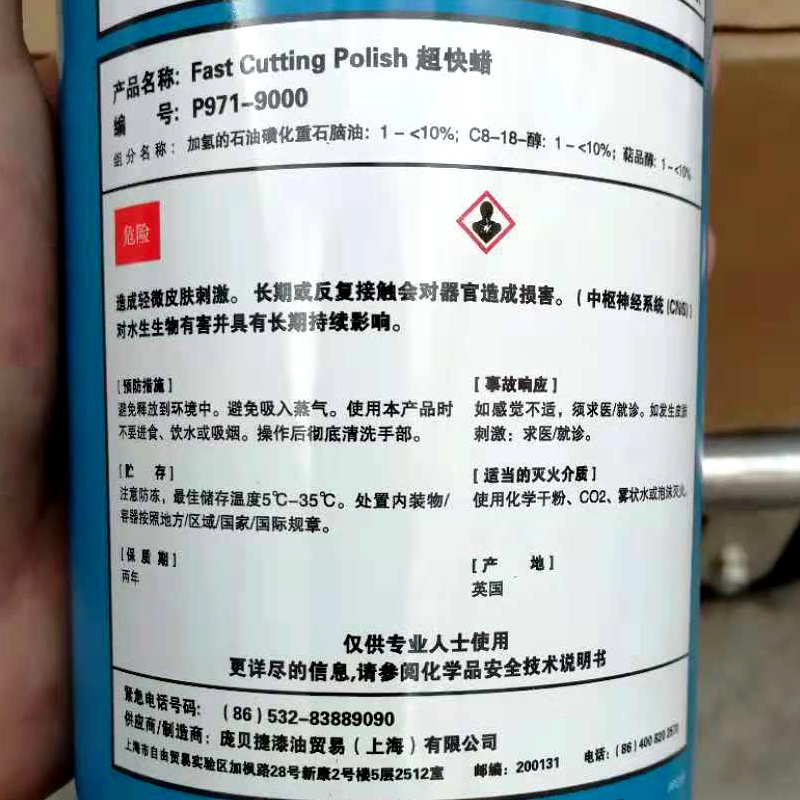 产品名称: Fast Cutting Polish 超快蜡
编 号: P971-9000
组分名称: 加氢的石油磺化重石脑油: 1 - <10%; C8-18-醇: 1 - <10%; 萜品醇: 1 - <10%
危险
造成轻微皮肤刺激。 长期或反复接触会对器官造成损害。(中枢神经系统 (CNS))
对水生生物有害并具有长期持续影响。
[预防措施]
避免释放到环境中。避免吸入蒸气。使用本产品时
不要进食、饮水或吸烟。操作后彻底清洗手部。
[事故响应]
如感觉不适，须求医/就诊。如发生皮肤
刺激: 求医/就诊。
[贮 存]
注意防冻，最佳储存温度5℃-35℃。处置内装物/
容器按照地方/区域/国家/国际规章。
[适当的灭火介质]
使用化学干粉、CO2、雾状水或泡沫灭火。
[保 质 期]
两年
[产 地]
英国
仅供专业人士使用
更详尽的信息,请参阅化学品安全技术说明书
紧急电话号码: (86)532-83889090
供应商/制造商: 庞贝捷漆油贸易(上海)有限公司
上海市自由贸易实验区加枫路28号新康2号楼5层2512室 邮编: 200131 电话: (86) 400 820